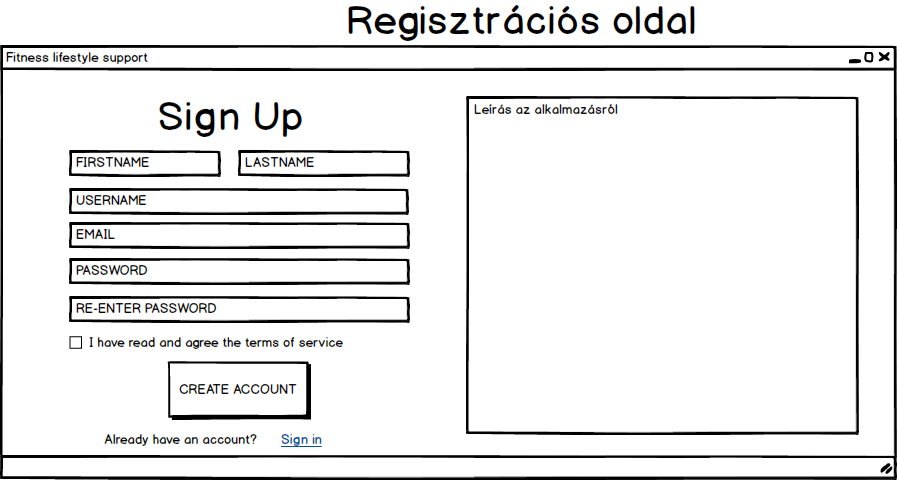 Regisztrációs oldal
Fitness lifestyle support
Sign Up
FIRSTNAME LASTNAME
USERNAME
EMAIL
PASSWORD
RE-ENTER PASSWORD
I have read and agree the terms of service
CREATE ACCOUNT
Already have an account? Sign in
Leírás az alkalmazásról